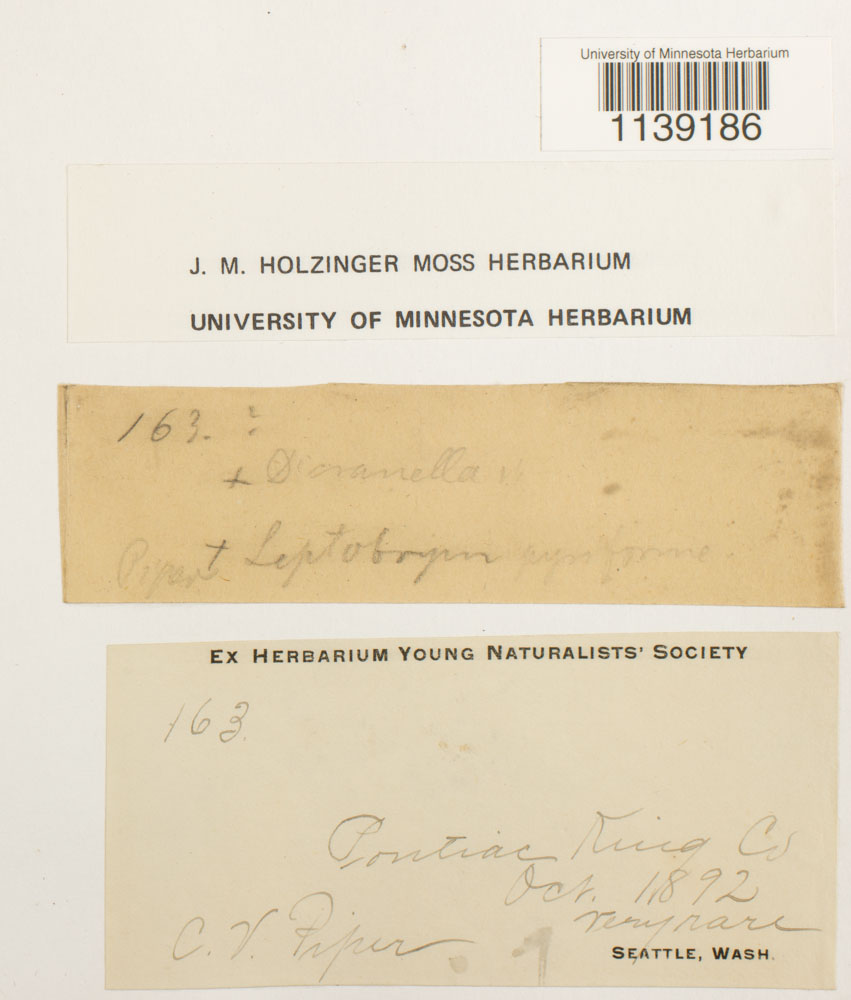 University of Minnesota Herbarium
1139186
J. M. HOLZINGER MOSS HERBARIUM
UNIVERSITY OF MINNESOTA HERBARIUM
163. ?
+ Dicranella
Piper + Leptobryum pyriforme
EX HERBARIUM YOUNG NATURALISTS' SOCIETY
163.
Pontiac King Co
Oct. 1892
very rare
C. V. Piper
SEATTLE, WASH.